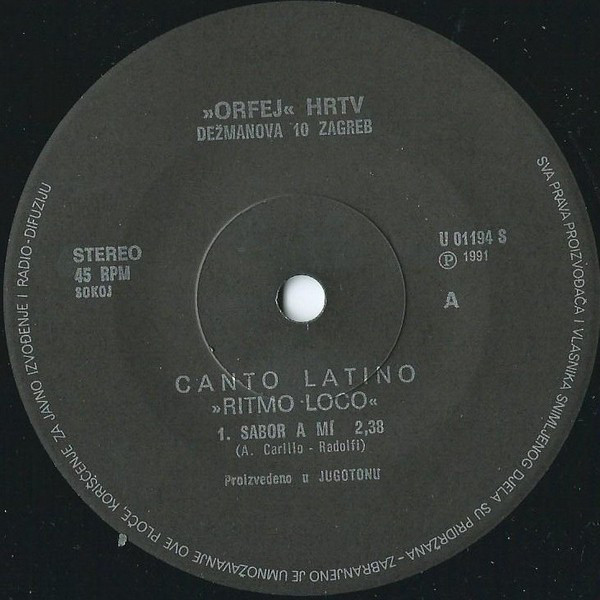 »ORFEJ« HRTV
DEŽMANOVA 10 ZAGREB
STEREO
45 RPM
SOKOJ
U 01194 S
Ⓟ 1991
A
CANTO LATINO
»RITMO LOCO«
1. SABOR A MÍ 2,38
(A. Carillo - Radolfi)
Proizvedeno u JUGOTONU
SVA PRAVA PROIZVOĐAČA I VLASNIKA SNIMLJENOG DJELA SU PRIDRŽANA - ZABRANJENO JE UMNOŽAVANJE OVE PLOČE, KORIŠĆENJE ZA JAVNO IZVOĐENJE I RADIO-DIFUZIJU